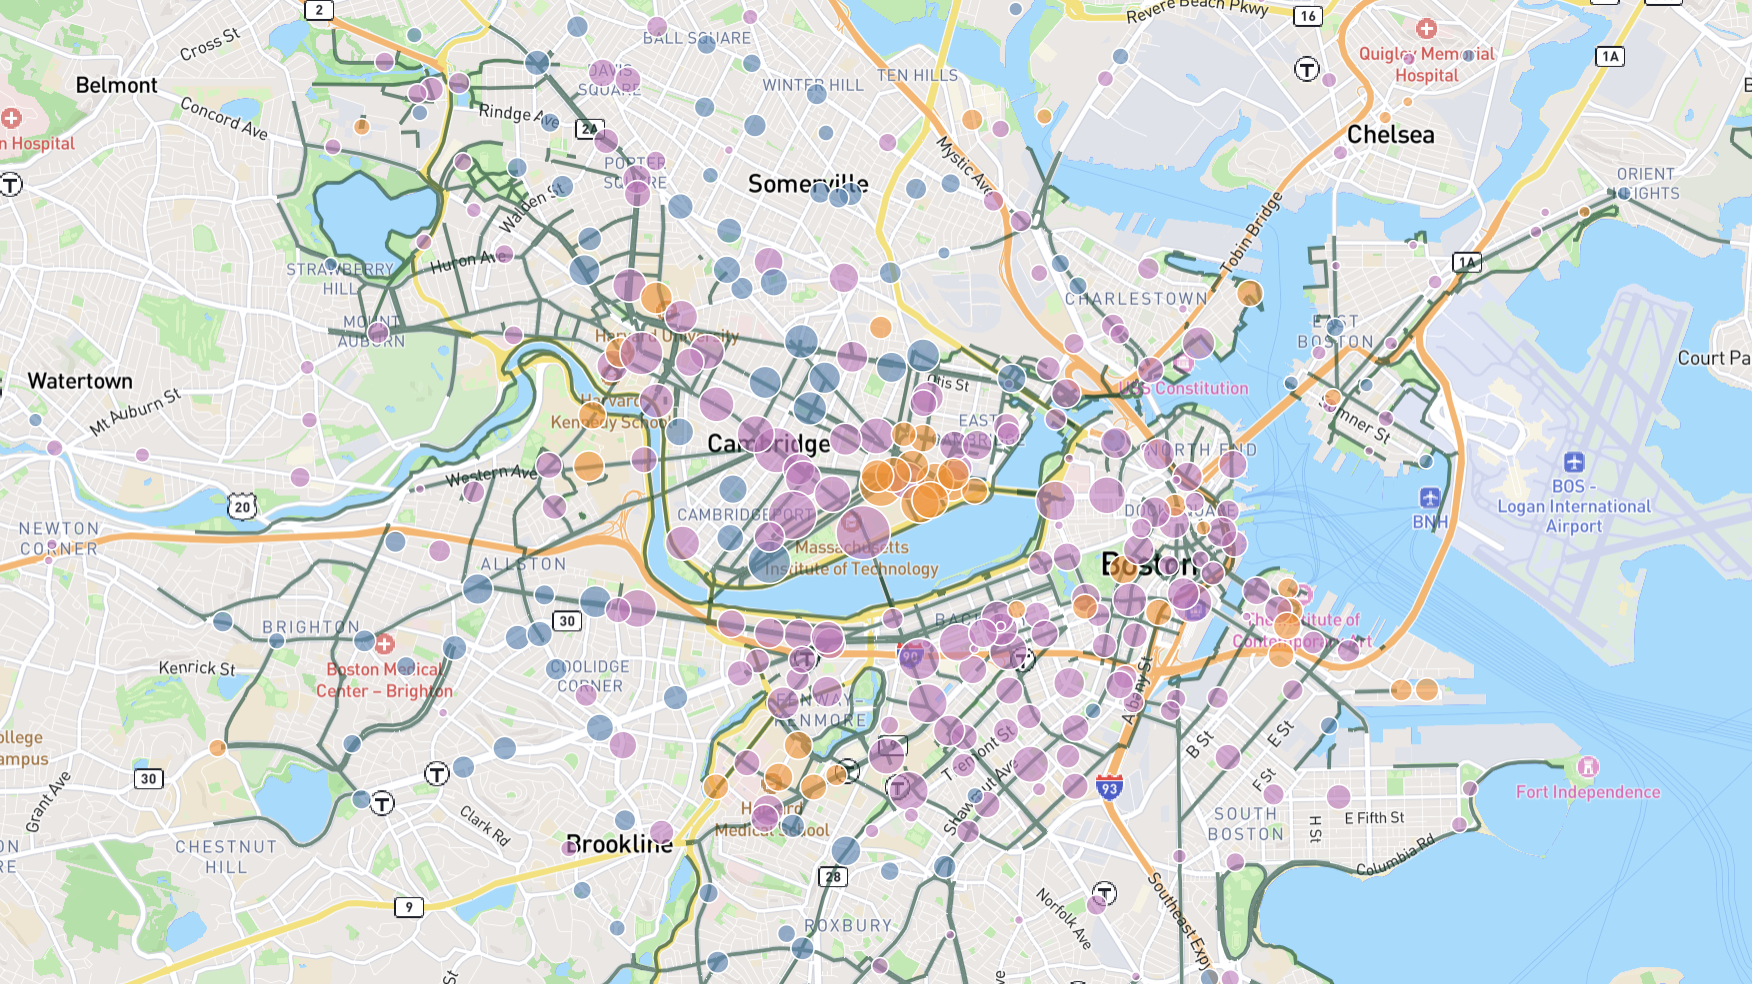 2
Cross St
BALL SQUARE
Revere Beach Pkwy
16
1A
Quigley Memorial
Hospital
Belmont
DAVIS
SQUARE
WINTER HILL
TEN HILLS
Concord Ave
Rindge Ave
2A
Mystic Ave
Chelsea
n Hospital
PORTER
SQUARE
Somerville
ORIENT
HEIGHTS
Walden St
Tobin Bridge
Huron Ave
STRAWBERRY
HILL
1A
CHARLESTOWN
MOUNT
AUBURN
Harvard University
EAST
BOSTON
Court Pa
Watertown
Otis St
USS Constitution
Mt Auburn St
Harvard
Kennedy School
Sumner St
Cambridge
EAST
CAMBRIDGE
NORTH END
Western Ave
BOS -
Logan International
Airport
20
CAMBRIDGEPORT
DOCK SQUARE
BNH
NEWTON
CORNER
Massachusetts
Institute of Technology
Boston
ALLSTON
30
BRIGHTON
BAC
The Institute of
Contemporary Art
Kenrick St
Boston Medical
Center – Brighton
COOLIDGE
CORNER
90
Albany St
FENWAY-
KENMORE
ollege
ampus
Tremont St
B St
E St
30
Grant Ave
93
F St
Fort Independence
Shawmut Ave
Harvard
Medical School
Clark Rd
Brookline
SOUTH
BOSTON
H St
E Fifth St
Columbia Rd
CHESTNUT
HILL
ON
RE
28
9
Norfolk Ave
Southeast Expy
ROXBURY
St
ve